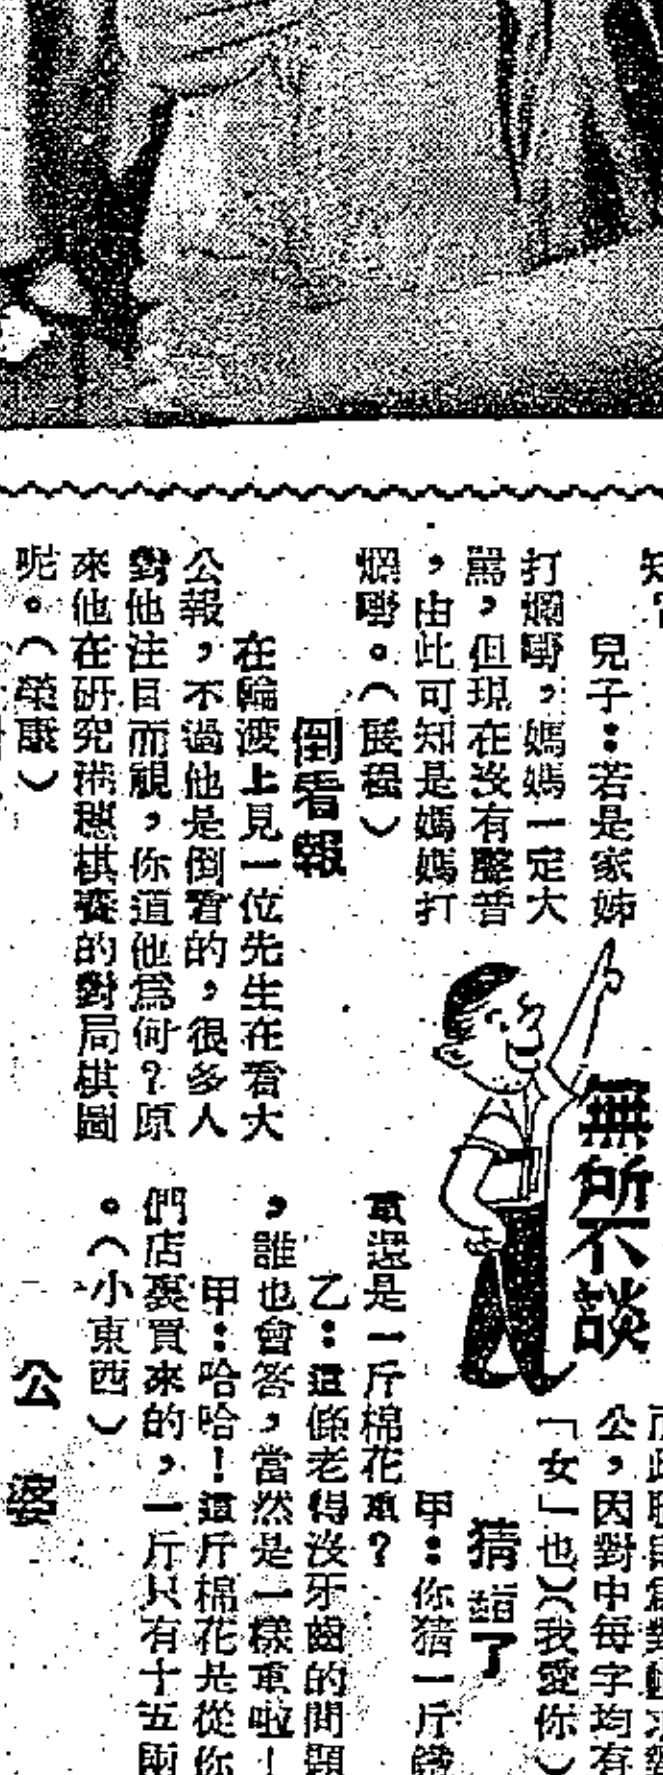 兒子：若是家姊
打爛嘢，媽媽一定大
罵，但現在沒有聲音
，由此可知是媽媽打
爛嘢。（展程）
倒看報
在輪渡上見一位先生在看大
公報，不過他是倒看的，很多人
對他注目而視，你道他為何？原
來他在研究港穗棋賽的對局棋圖
呢。（榮康）
無所不談
公，因對中每字均有
「女」也）（我愛你）
猜錯了
甲：你猜一斤鐵
重還是一斤棉花重？
乙：這條老得沒牙齒的問題
，誰也會答，當然是一樣重啦！
甲：哈哈！這斤棉花是從你
們店裏買來的，一斤只有十五兩
。（小東西）
公 婆